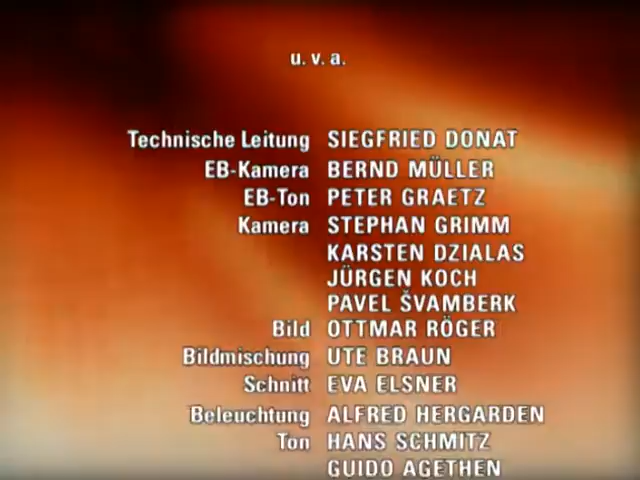 u. v. a.
Technische Leitung SIEGFRIED DONAT
EB-Kamera BERND MÜLLER
EB-Ton PETER GRAETZ
Kamera STEPHAN GRIMM
KARSTEN DZIALAS
JÜRGEN KOCH
PAVEL ŠVAMBERK
Bild OTTMAR RÖGER
Bildmischung UTE BRAUN
Schnitt EVA ELSNER
Beleuchtung ALFRED HERGARDEN
Ton HANS SCHMITZ
GUIDO AGETHEN